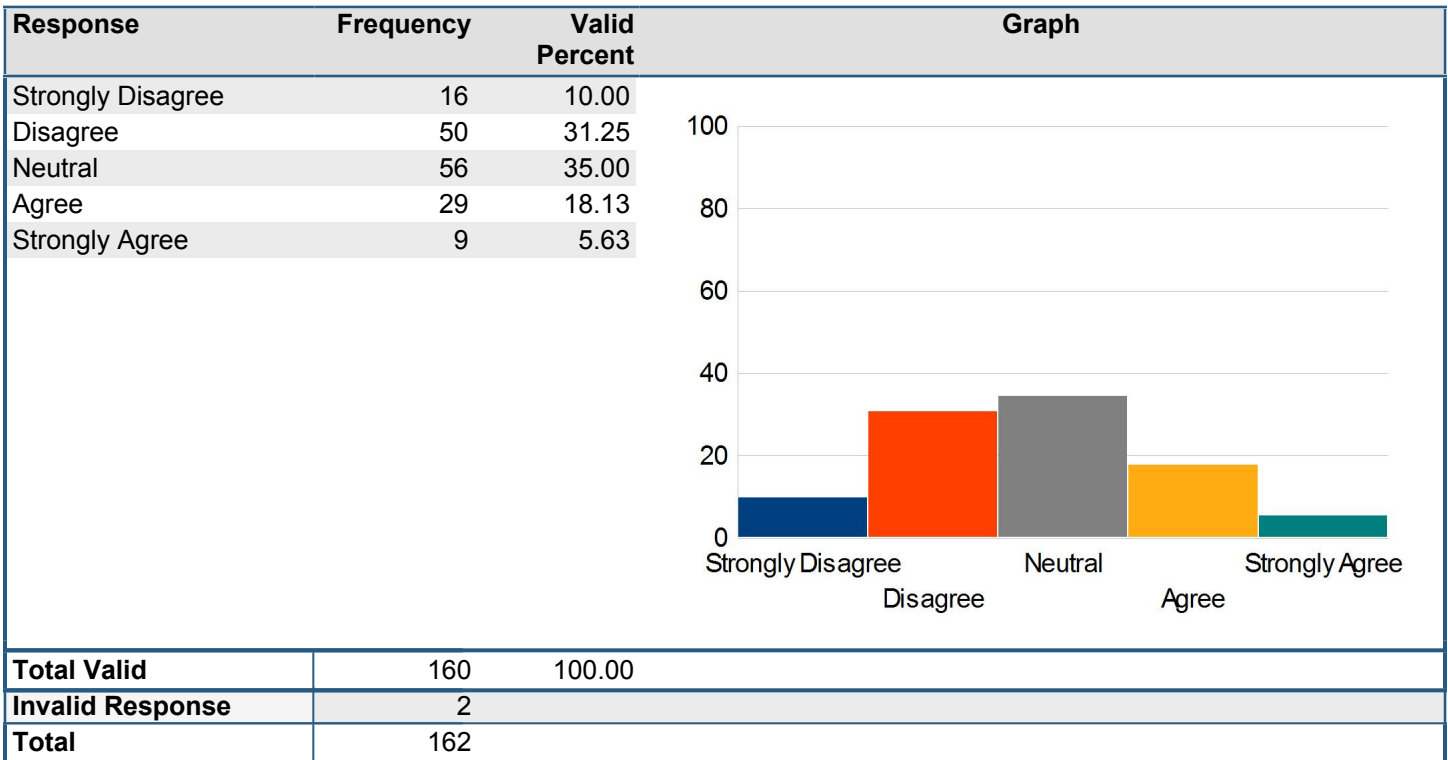 Response Frequency Valid Percent Graph
Strongly Disagree 16 10.00
Disagree 50 31.25
Neutral 56 35.00
Agree 29 18.13
Strongly Agree 9 5.63
100
80
60
40
20
0
Strongly Disagree Neutral Strongly Agree
Disagree Agree
Total Valid 160 100.00
Invalid Response 2
Total 162